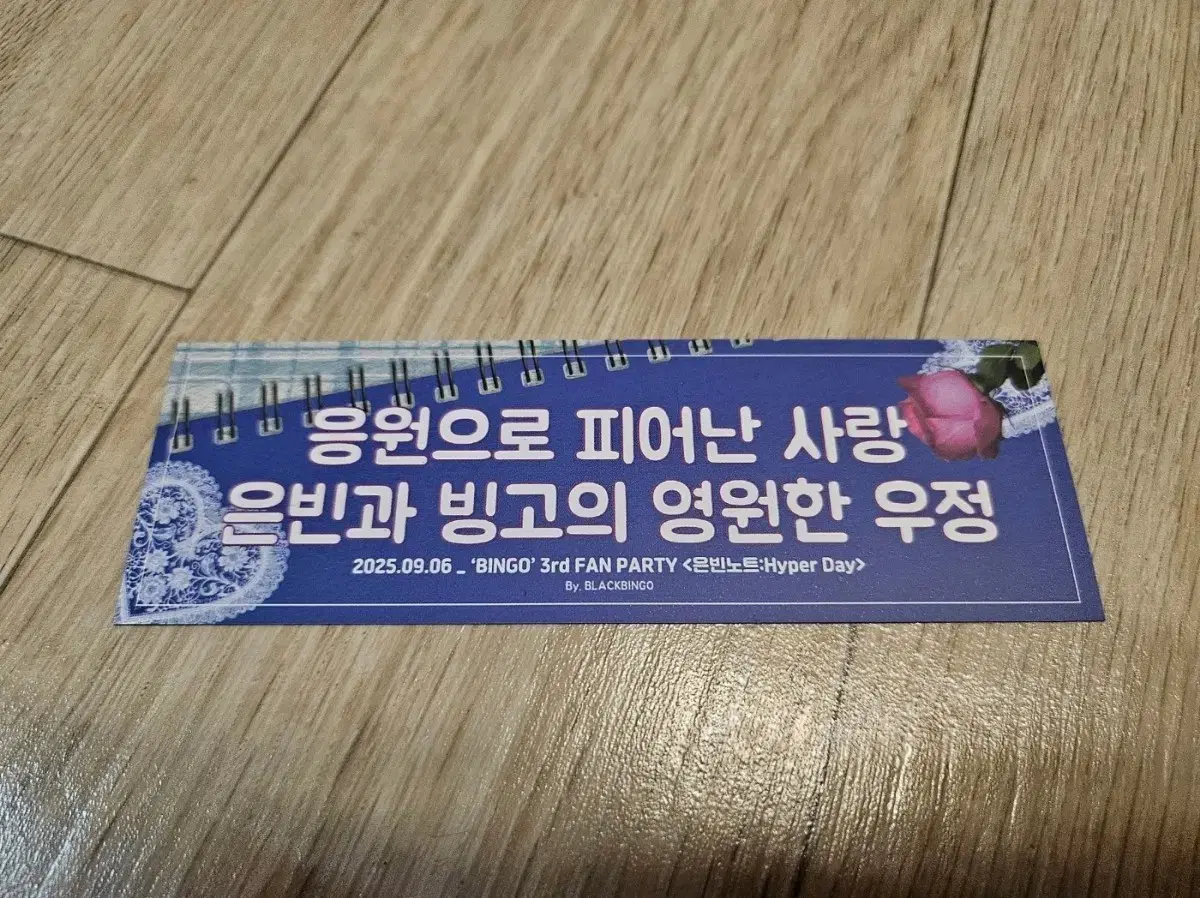 응원으로 피어난 사랑
은빈과 빙고의 영원한 우정
2025.09.06 _ ‘BINGO’ 3rd FAN PARTY <은빈노트:Hyper Day>
By. BLACKBINGO